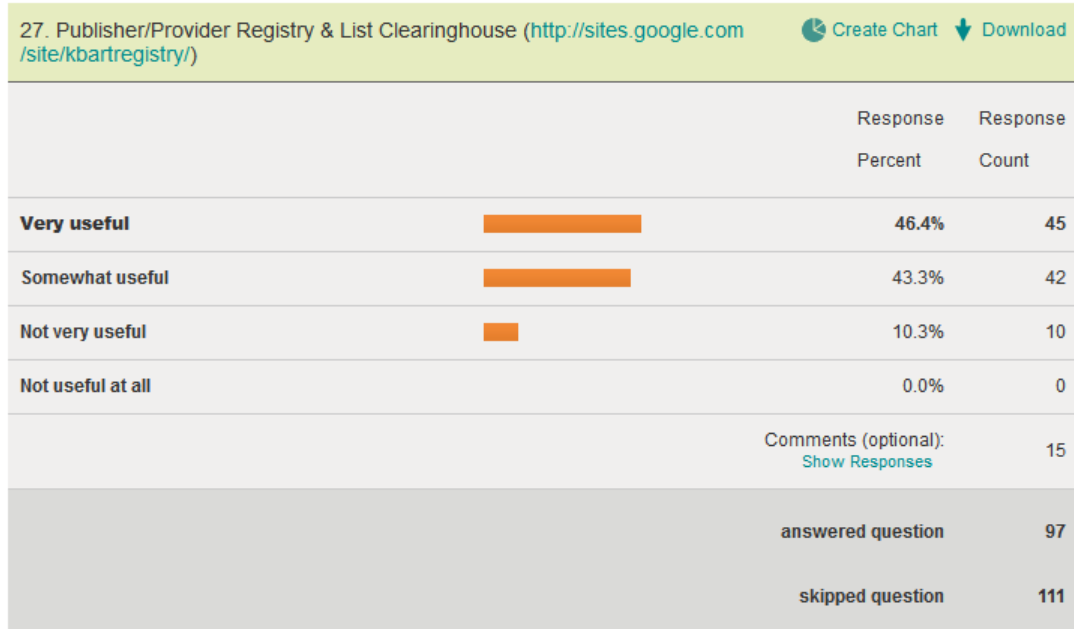 27. Publisher/Provider Registry & List Clearinghouse (http://sites.google.com
/site/kbartregistry/)
Create Chart Download
Response Response
Percent Count
Very useful 46.4% 45
Somewhat useful 43.3% 42
Not very useful 10.3% 10
Not useful at all 0.0% 0
Comments (optional):
Show Responses 15
answered question 97
skipped question 111